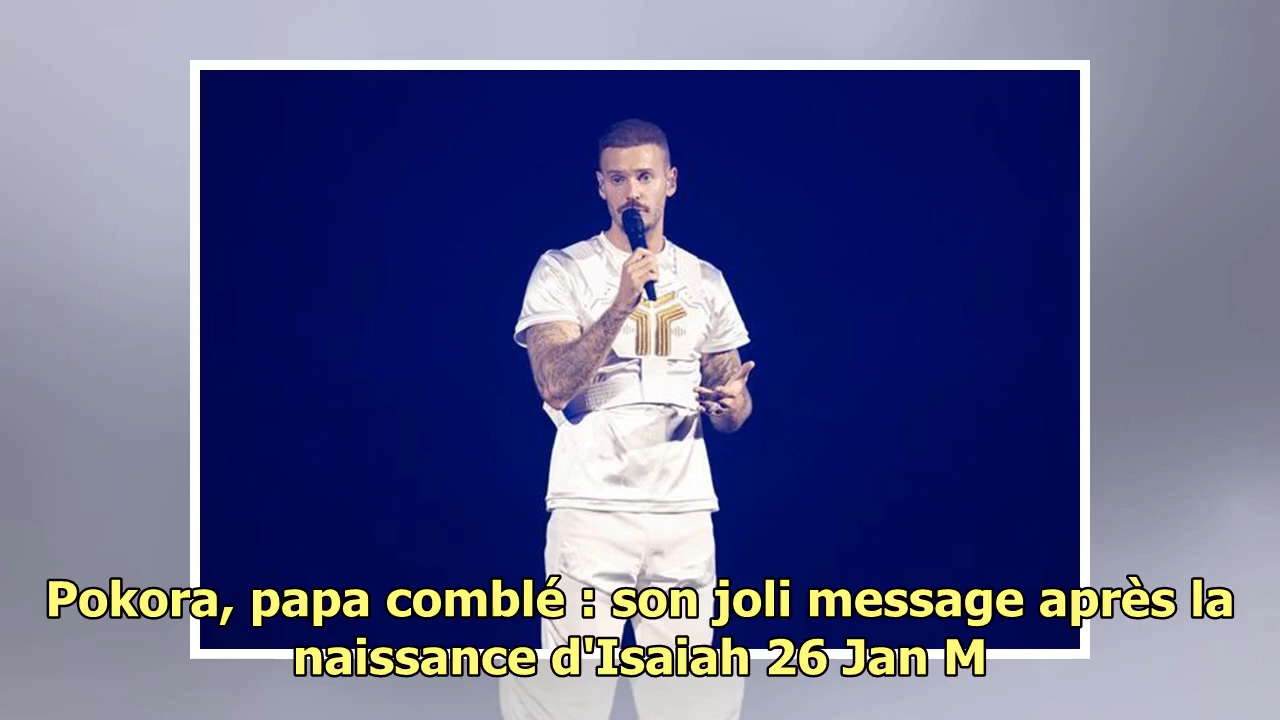 Pokora, papa comblé : son joli message après la
naissance d'Isaiah 26 Jan M